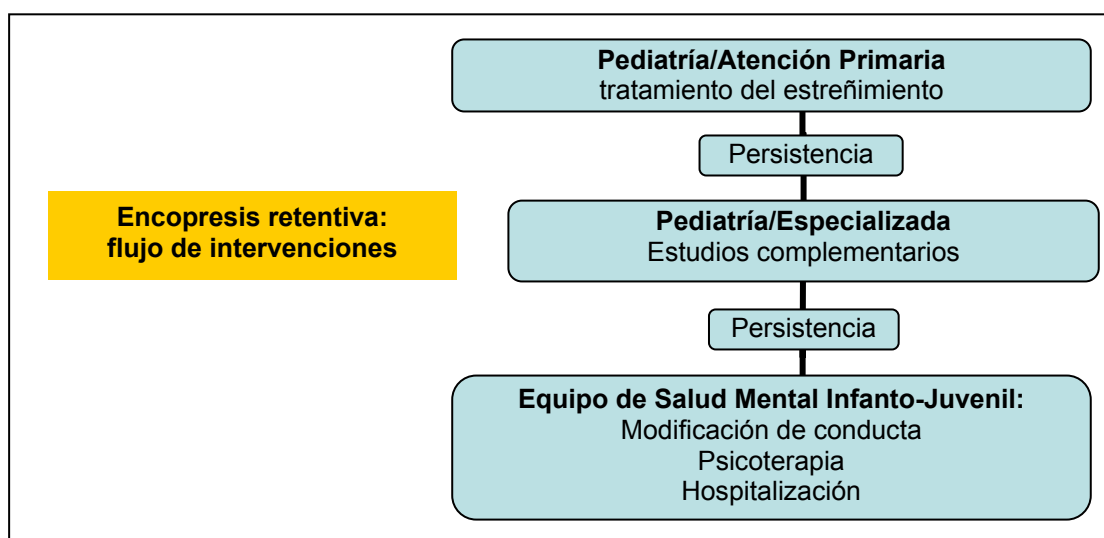 Pediatría/Atención Primaria
tratamiento del estreñimiento
Persistencia
Encopresis retentiva:
flujo de intervenciones
Pediatría/Especializada
Estudios complementarios
Persistencia
Equipo de Salud Mental Infanto-Juvenil:
Modificación de conducta
Psicoterapia
Hospitalización